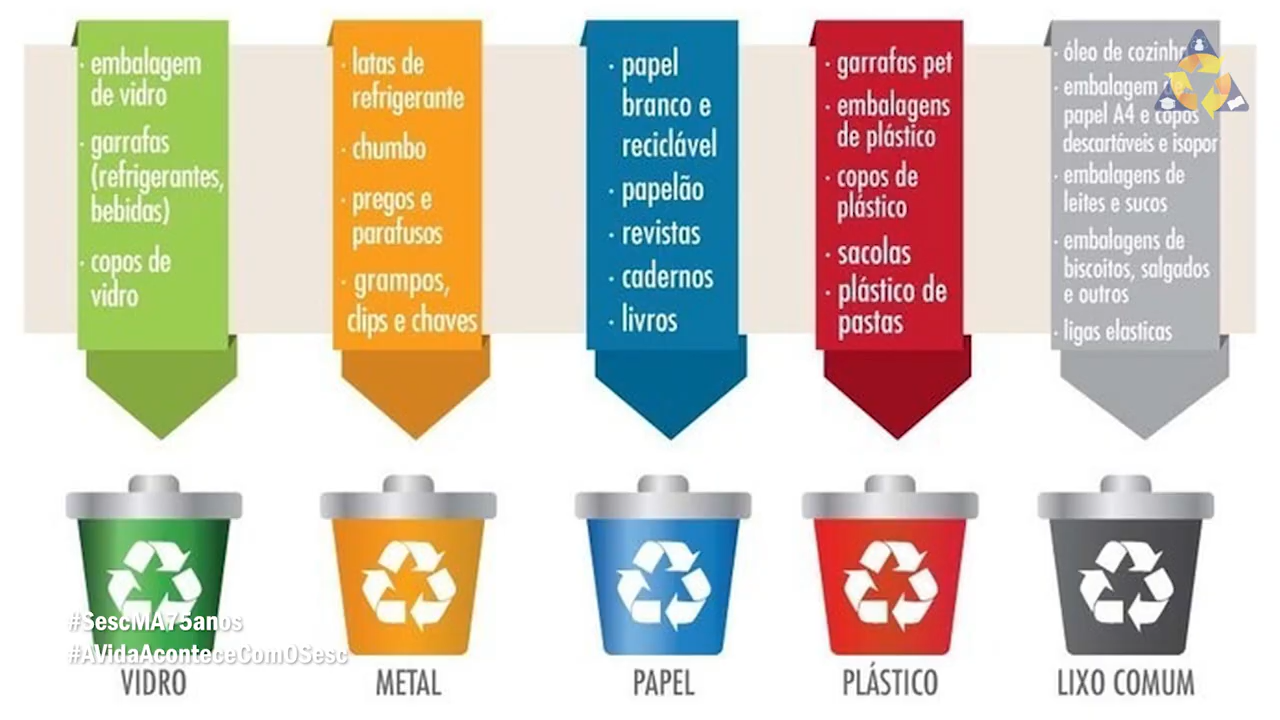 · embalagem
de vidro
· garrafas
(refrigerantes,
bebidas)
· copos de
vidro
· latas de
refrigerante
· chumbo
· pregos e
parafusos
· grampos,
clips e chaves
· papel
branco e
reciclável
· papelão
· revistas
· cadernos
· livros
· garrafas pet
· embalagens
de plástico
· copos de
plástico
· sacolas
· plástico de
pastas
· óleo de cozinha
· embalagem de
papel A4 e copos
descartáveis e isopor
· embalagens de
leites e sucos
· embalagens de
biscoitos, salgados
e outros
· ligas elasticas
#SescMA75anos
#AVidaAconteceComOSesc
VIDRO
METAL
PAPEL
PLÁSTICO
LIXO COMUM